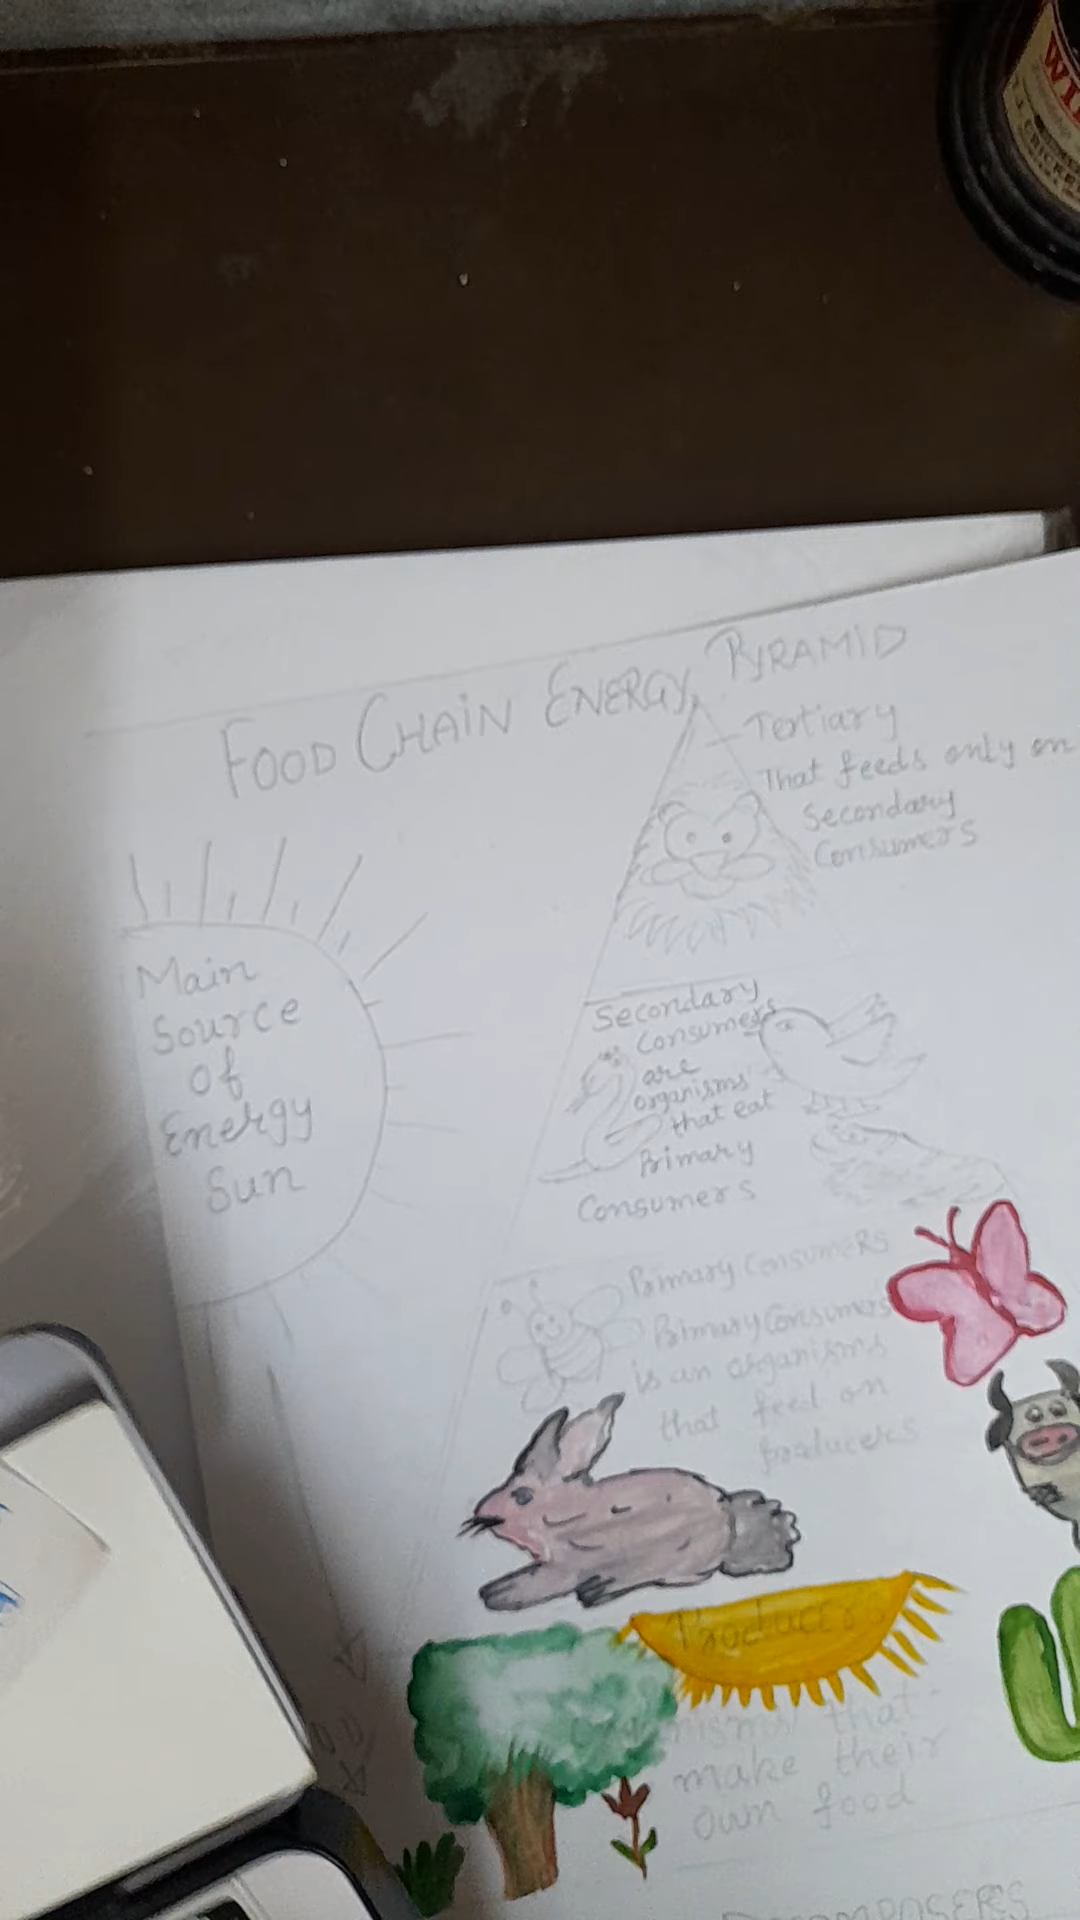 WI
FOOD CHAIN ENERGY PYRAMID
Tertiary
That feeds only on
Secondary
Consumers
Main
Source
Of
Energy
Sun
Secondary
Consumers
are
organisms
that eat
Primary
Consumers
Primary Consumers
Primary Consumers
is an organisms
that feed on
producers
Producers
that
make their
own food